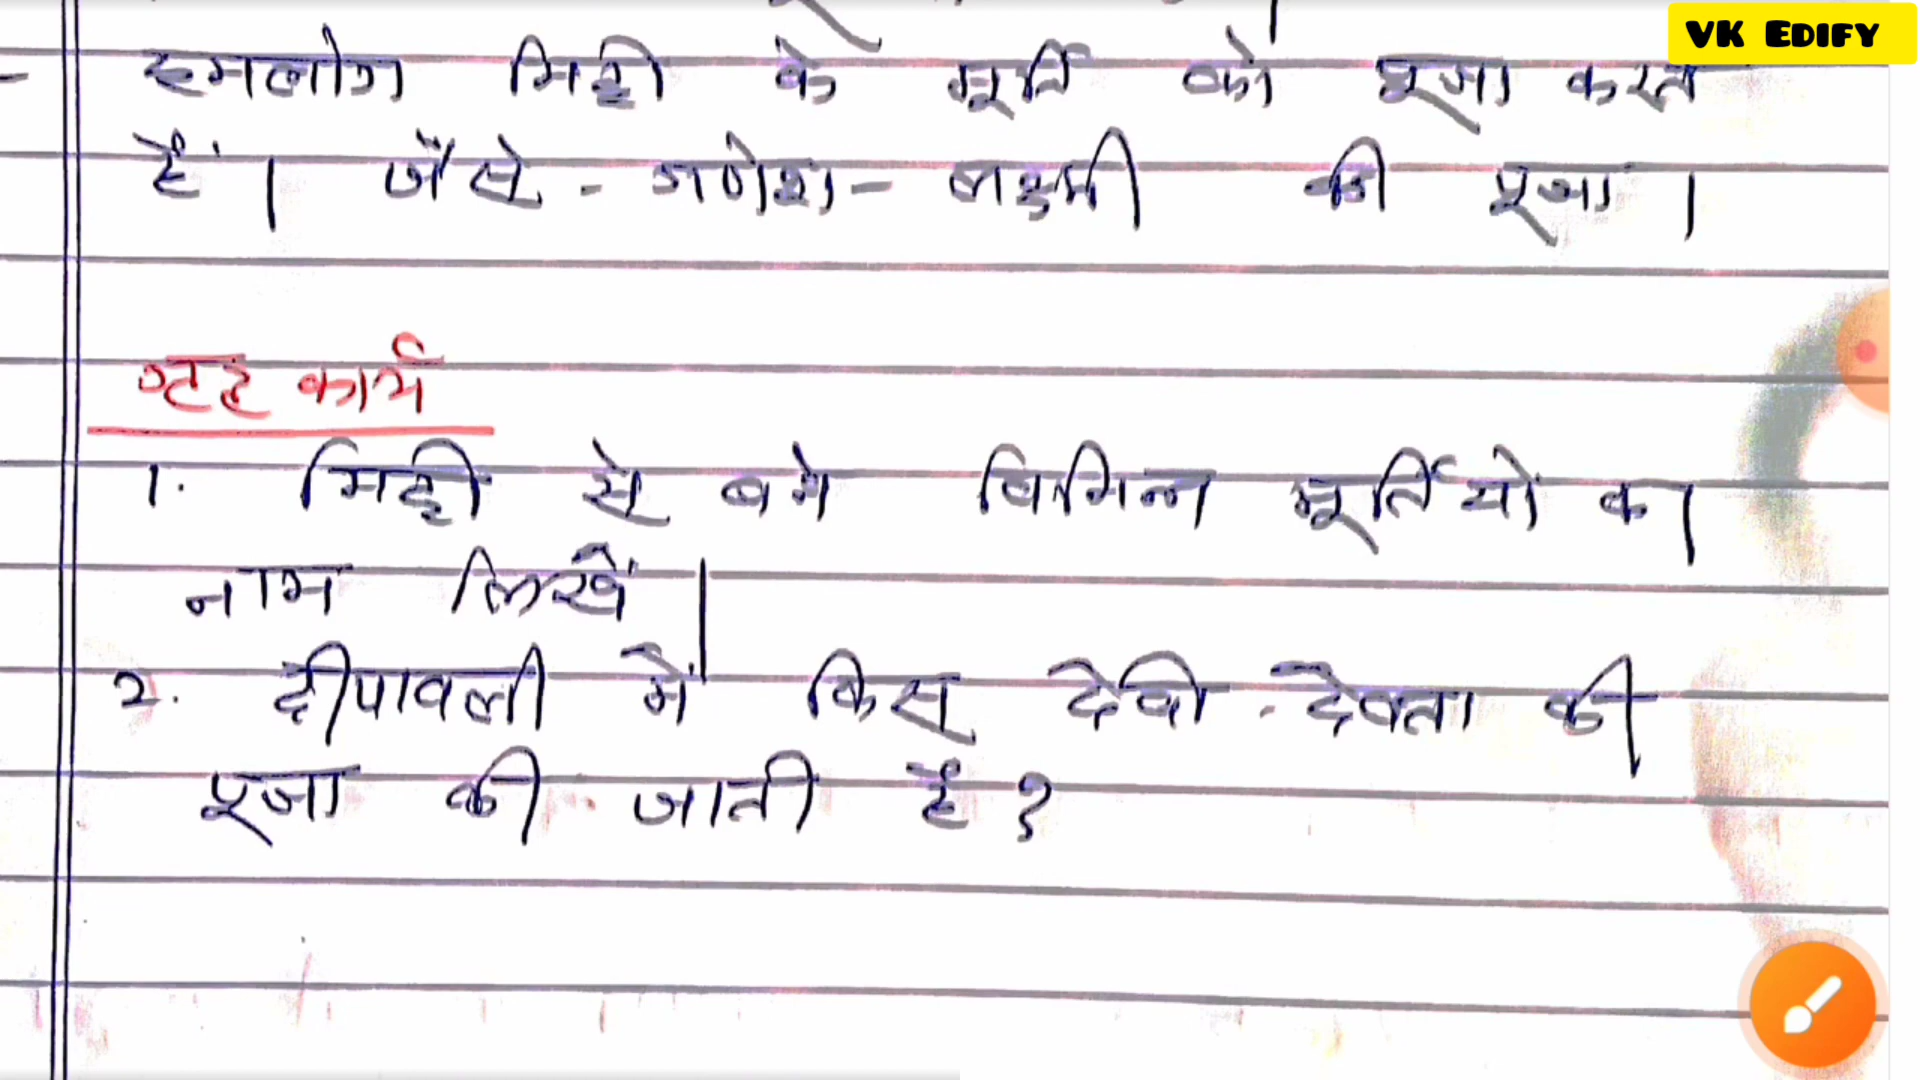 VK EDIFY
हमलोग मिट्टी के मूर्ति को पूजा करते
हैं । जैसे - गणेश - लक्ष्मी की पूजा ।
गृह कार्य
1. मिट्टी से बने विभिन्न मूर्तियों का
नाम लिखें ।
2. दीपावली में किस देवी - देवता की
पूजा की जाती है ?